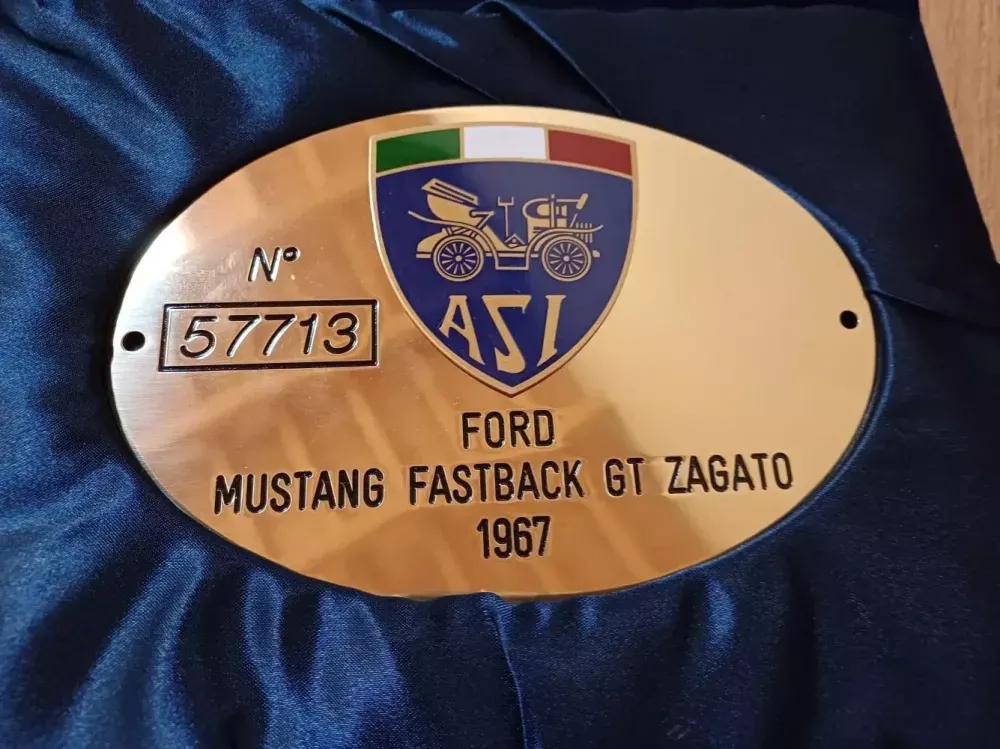 ASI
N°
57713
FORD
MUSTANG FASTBACK GT ZAGATO
1967